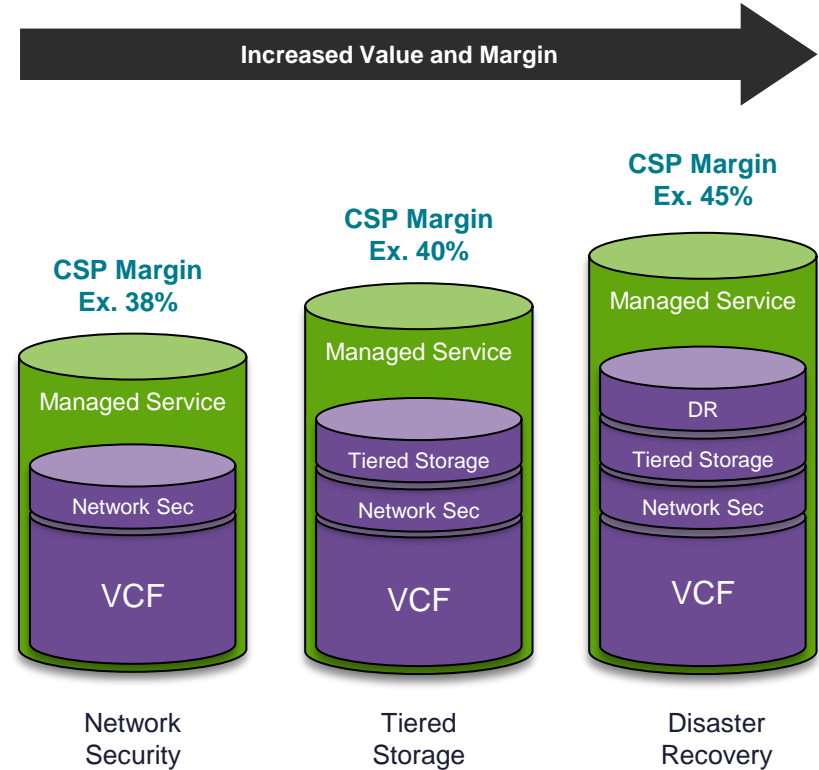 Increased Value and Margin
CSP Margin
Ex. 38%
Managed Service
Network Sec
VCF
Network
Security
CSP Margin
Ex. 40%
Managed Service
Tiered Storage
Network Sec
VCF
Tiered
Storage
CSP Margin
Ex. 45%
Managed Service
DR
Tiered Storage
Network Sec
VCF
Disaster
Recovery